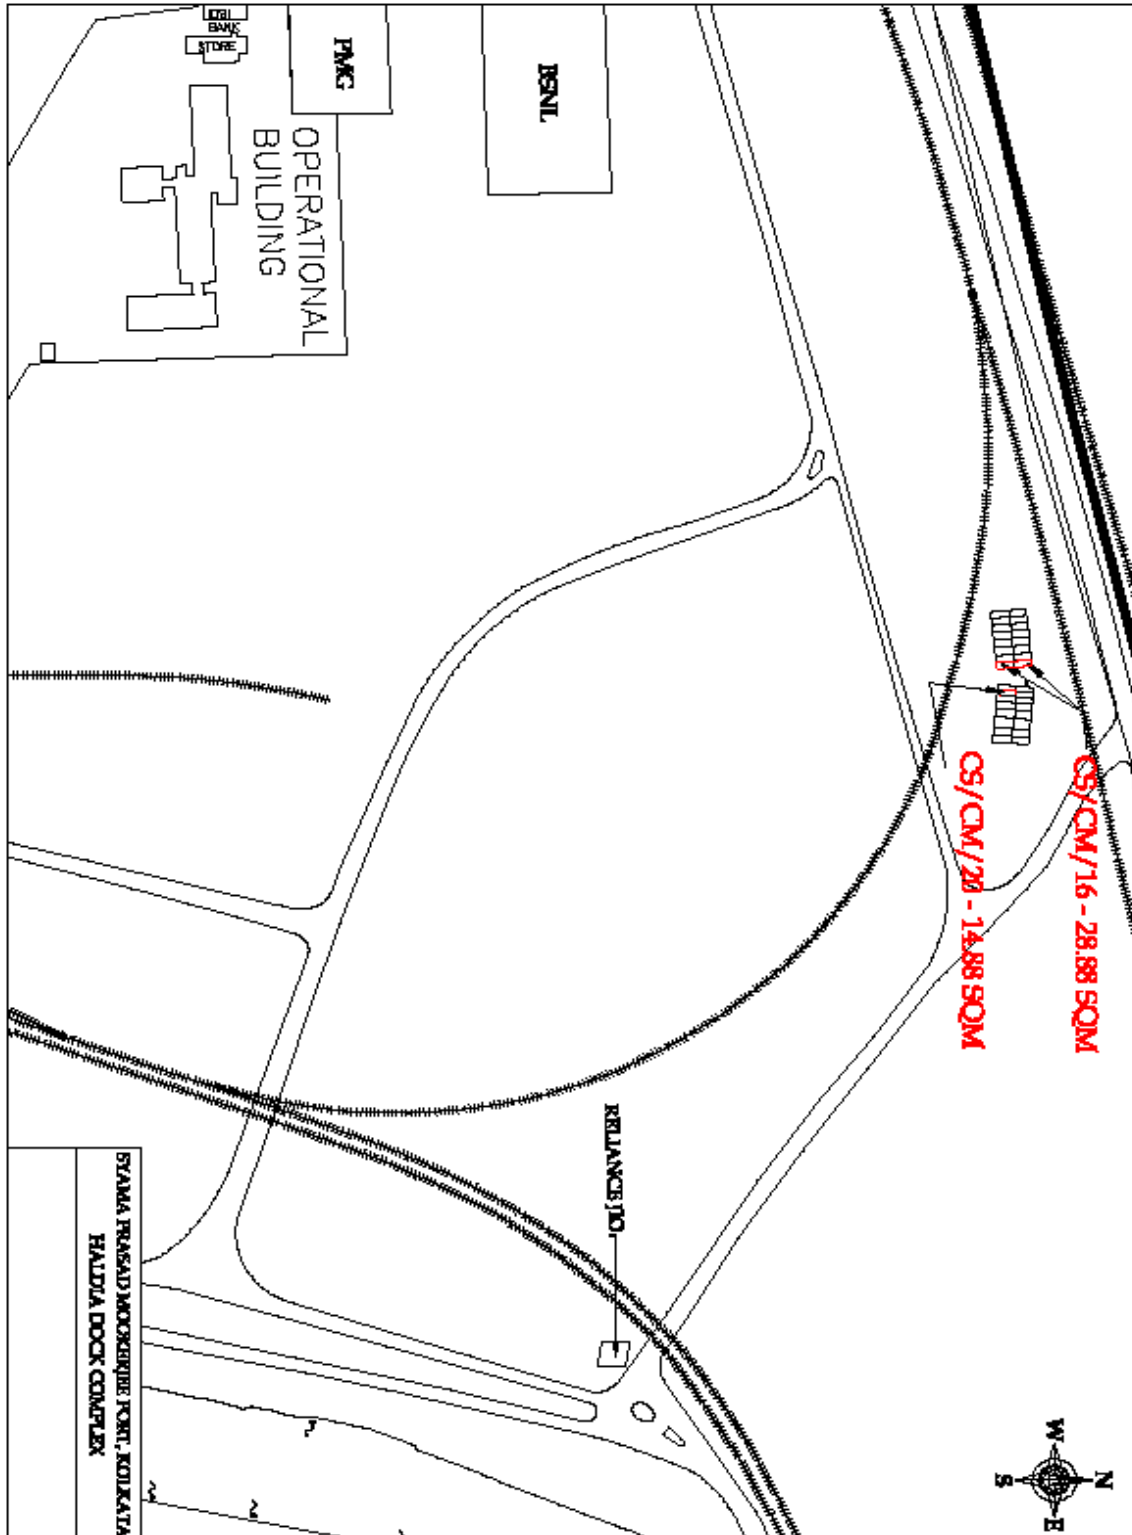 IDBI
BANK
STORE
PMG
BSNL
OPERATIONAL
BUILDING
CS/CM/16 - 28.88 SQM
CS/CM/20 - 14.88 SQM
RELIANCE JIO
SYAMA PRASAD MOOKERJEE PORT, KOLKATA
HALDIA DOCK COMPLEX
N
W
E
S